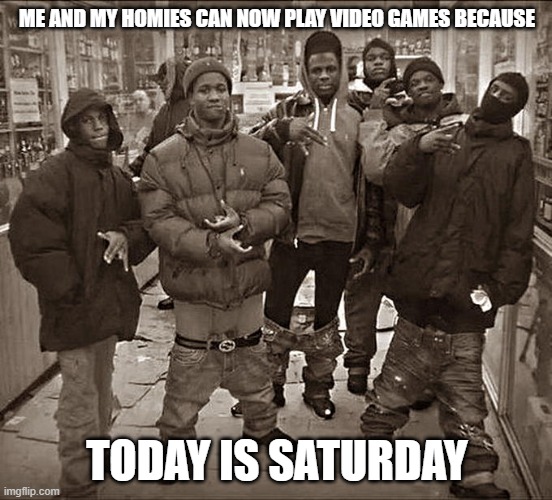 ME AND MY HOMIES CAN NOW PLAY VIDEO GAMES BECAUSE
TODAY IS SATURDAY
imgflip.com